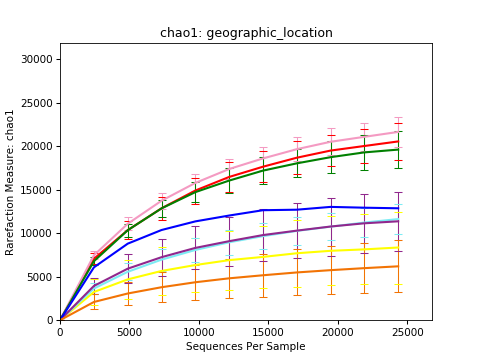 chao1: geographic_location
Rarefaction Measure: chao1
30000
25000
20000
15000
10000
5000
0
0 5000 10000 15000 20000 25000
Sequences Per Sample